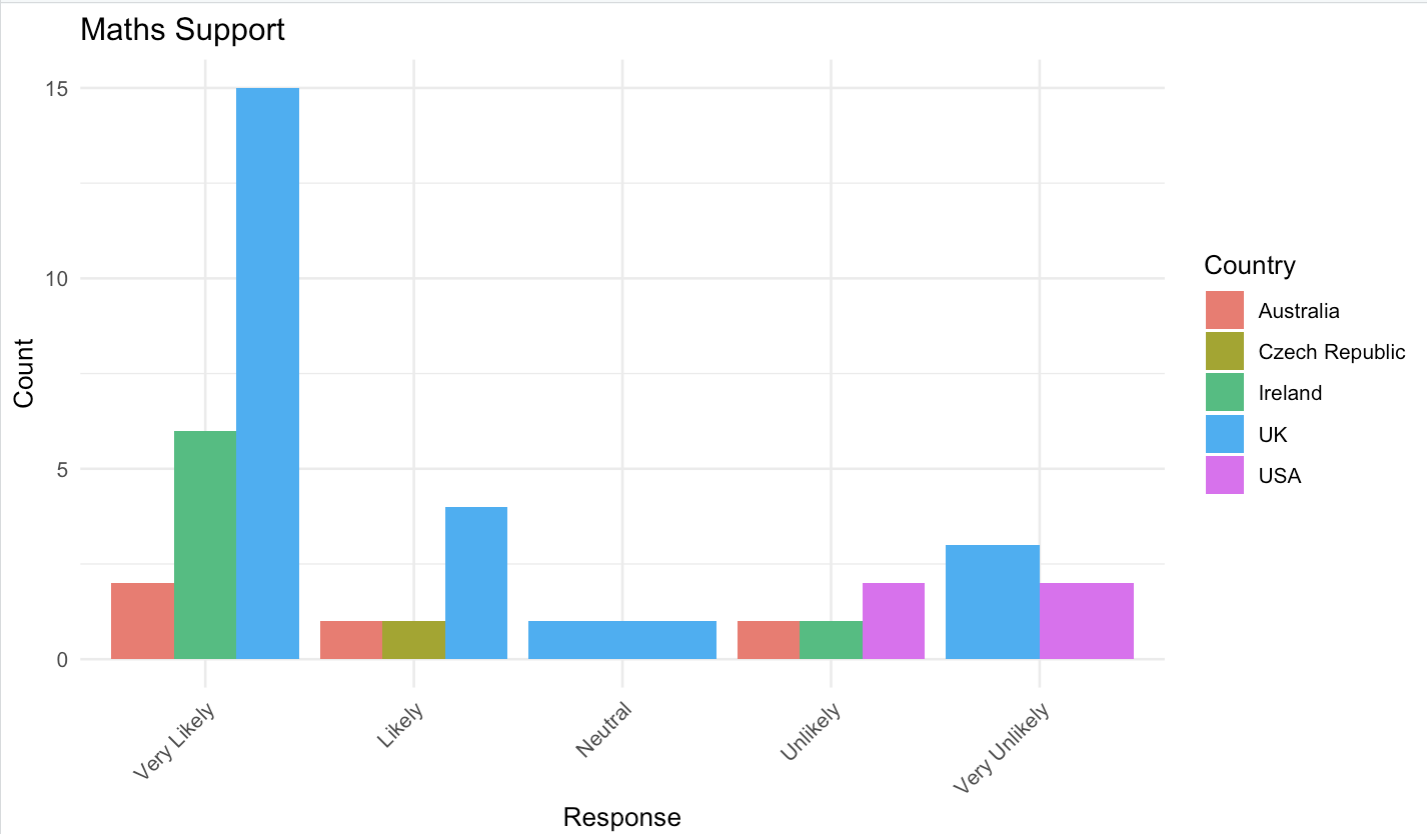 Maths Support
15
10
5
0
Count
Very Likely
Likely
Neutral
Unlikely
Very Unlikely
Response
Country
Australia
Czech Republic
Ireland
UK
USA